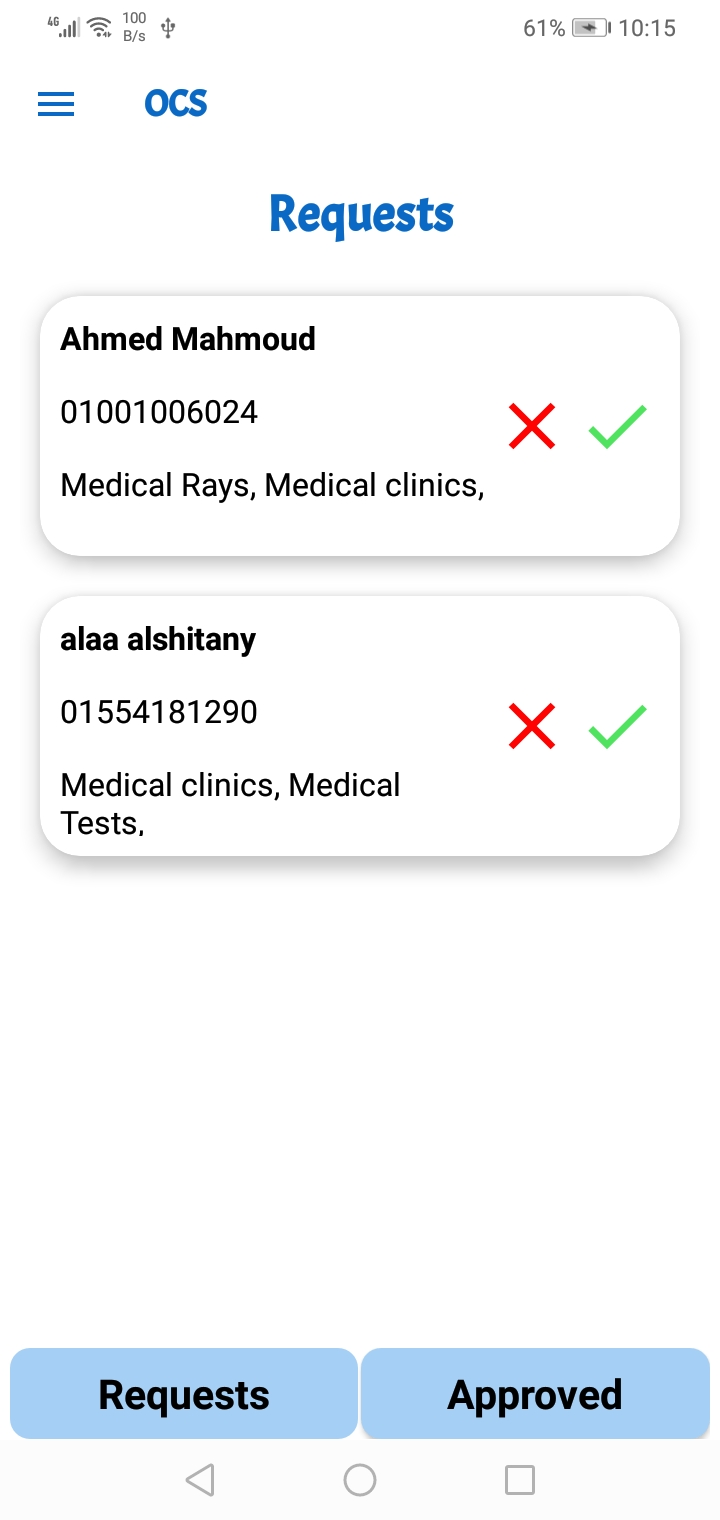 4G 100 B/s 61% 10:15
OCS
Requests
Ahmed Mahmoud
01001006024
Medical Rays, Medical clinics,
alaa alshitany
01554181290
Medical clinics, Medical
Tests,
Requests Approved